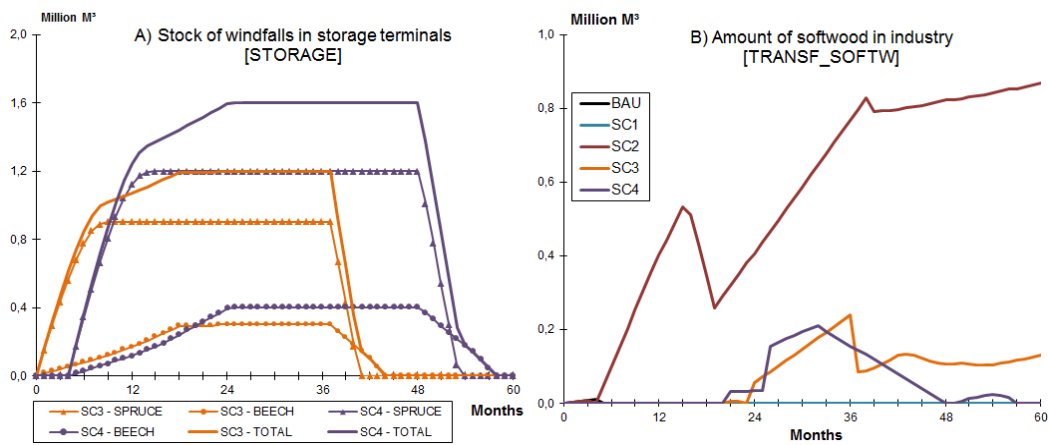 Million M³
A) Stock of windfalls in storage terminals
[STORAGE]
2,0
1,6
1,2
0,8
0,4
0,0
0 12 24 36 48 60
Months
SC3 - SPRUCE SC3 - BEECH SC4 - SPRUCE
SC4 - BEECH SC3 - TOTAL SC4 - TOTAL
Million M³
B) Amount of softwood in industry
[TRANSF_SOFTW]
1,0
0,8
0,6
0,4
0,2
0,0
BAU
SC1
SC2
SC3
SC4
0 12 24 36 48 60
Months